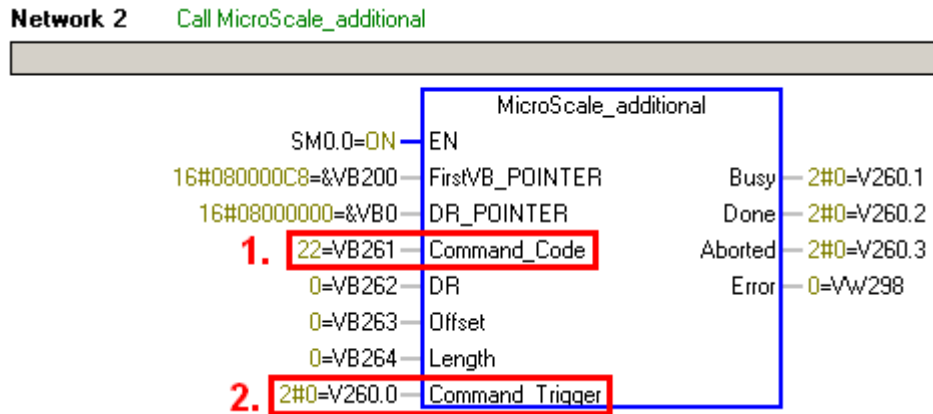 Network 2 Call MicroScale_additional
MicroScale_additional
SM0.0=ON EN
16#080000C8=&VB200 FirstVB_POINTER Busy 2#0=V260.1
16#08000000=&VB0 DR_POINTER Done 2#0=V260.2
1. 22=VB261 Command_Code Aborted 2#0=V260.3
0=VB262 DR Error 0=VW298
0=VB263 Offset
0=VB264 Length
2. 2#0=V260.0 Command_Trigger